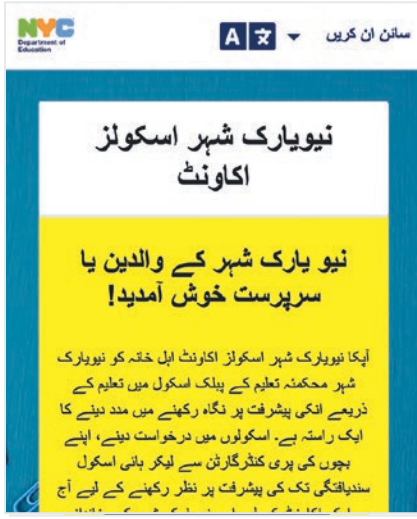 NYC
Department of
Education
A 文
سائن ان کریں
نیویارک شہر اسکولز
اکاونٹ
نیو یارک شہر کے والدین یا
سرپرست خوش آمدید!
آپکا نیویارک شہر اسکولز اکاونٹ اہل خانہ کو نیویارک
شہر محکمئہ تعلیم کے پبلک اسکول میں تعلیم کے
ذریعے انکی پیشرفت پر نگاہ رکھنے میں مدد دینے کا
ایک راستہ ہے۔ اسکولوں میں درخواست دینے، اپنے
بچوں کی پری کنڈرگارٹن سے لیکر ہائی اسکول
سندیافتگی تک کی پیشرفت پر نظر رکھنے کے لیے آج